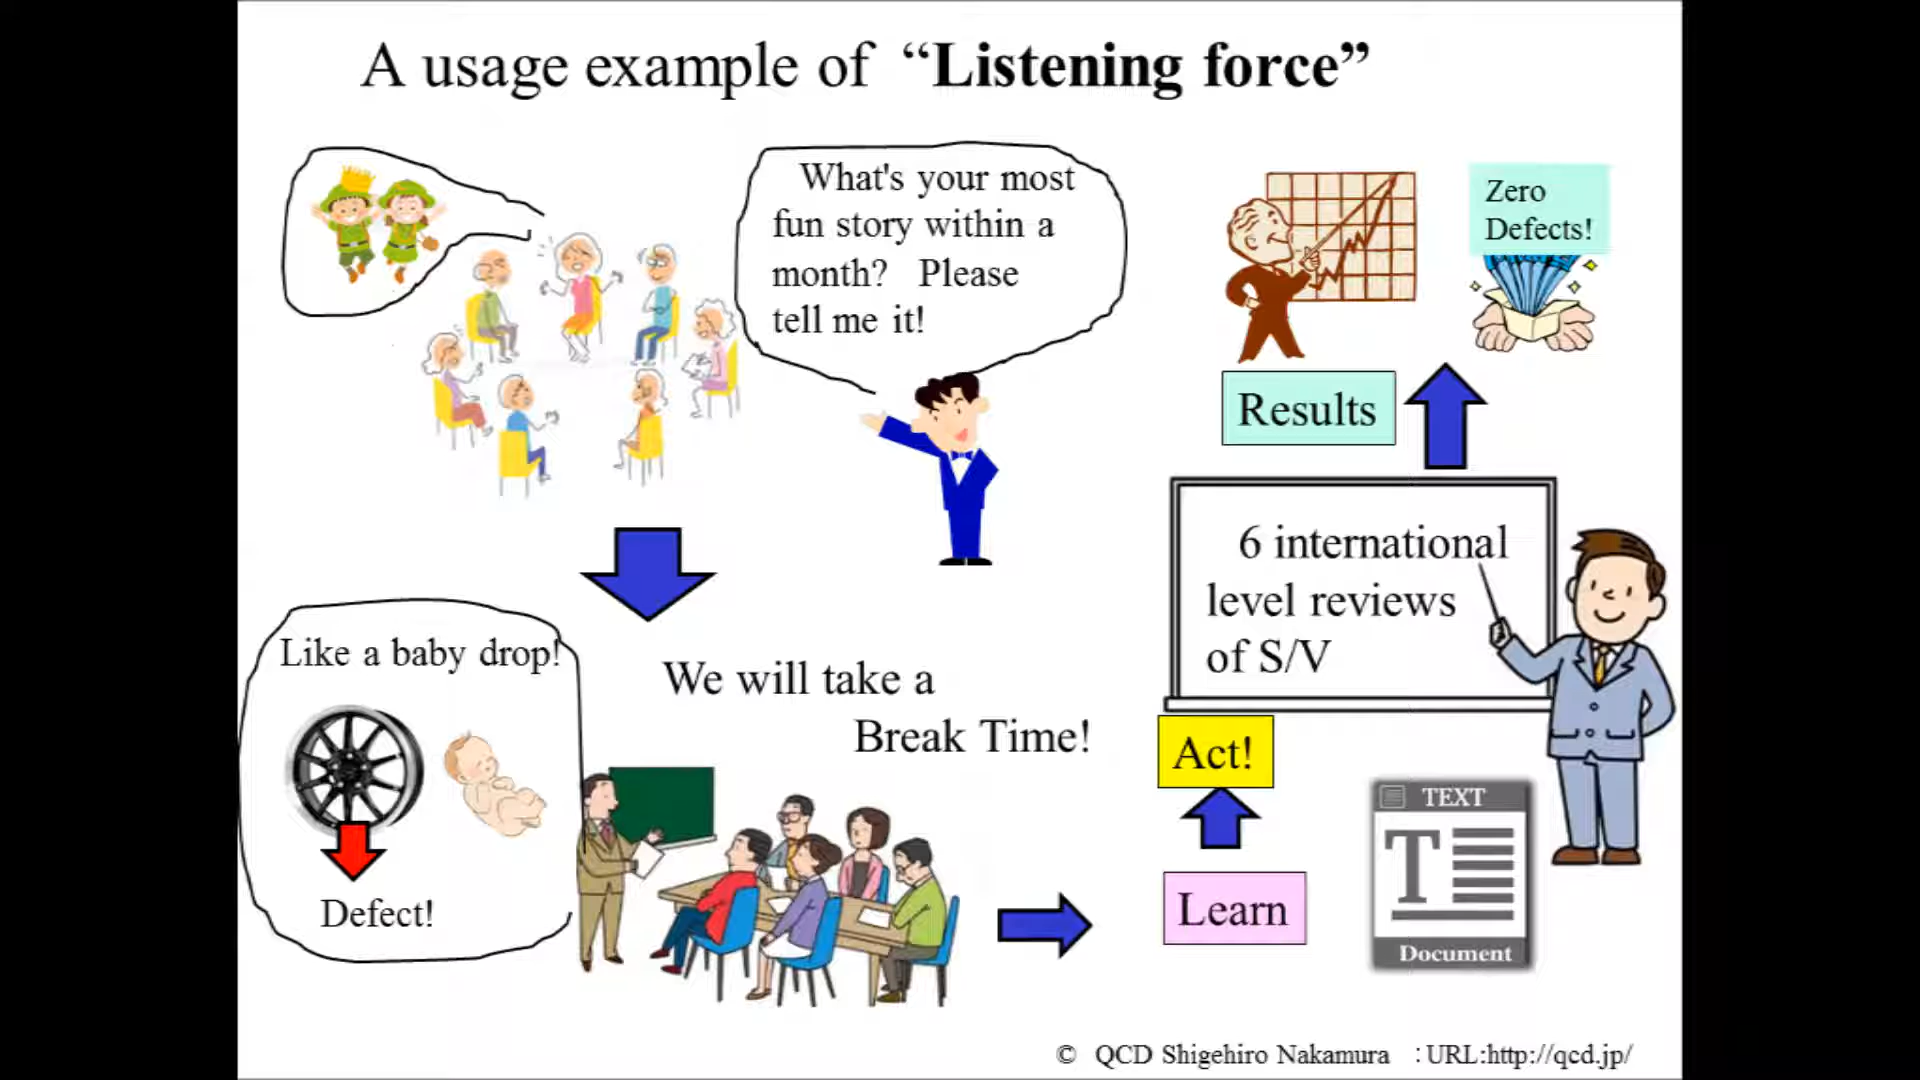 A usage example of “Listening force”
What's your most
fun story within a
month? Please
tell me it!
Zero
Defects!
Results
6 international
level reviews
of S/V
Like a baby drop!
Defect!
We will take a
Break Time!
Act!
Learn
TEXT
T
Document
© QCD Shigehiro Nakamura :URL:http://qcd.jp/